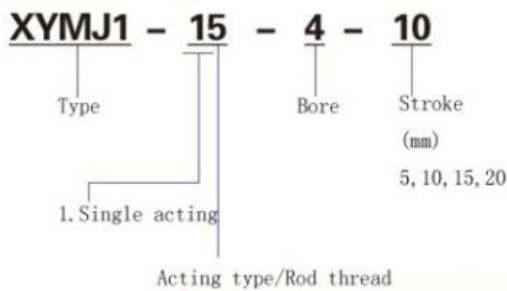 XYMJ1 - 15 - 4 - 10
Type
Bore
Stroke
(mm)
5, 10, 15, 20
1. Single acting
Acting type/Rod thread